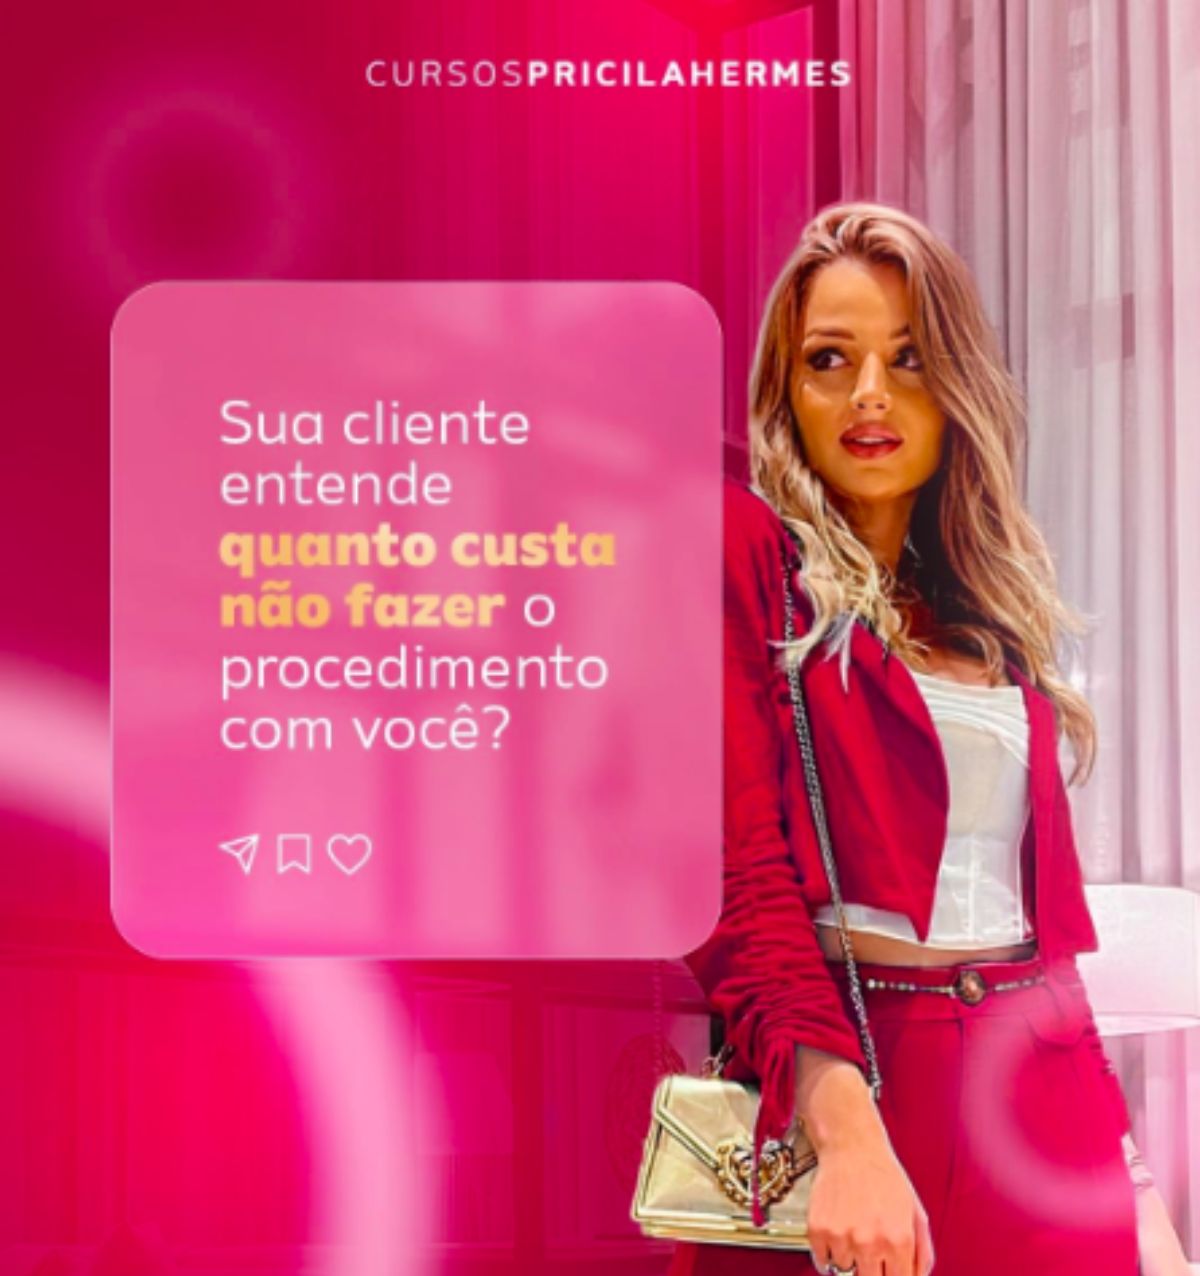 CURSOSPRICILAHERMES
Sua cliente
entende
quanto custa
não fazer o
procedimento
com você?